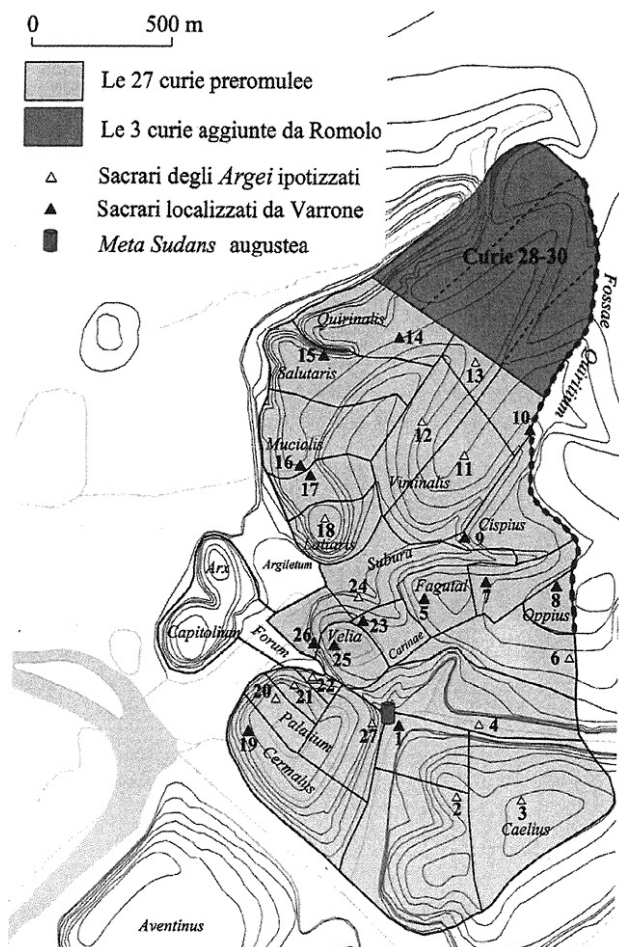 0 500 m
Le 27 curie preromulee
Le 3 curie aggiunte da Romolo
Sacrari degli Argei ipotizzati
Sacrari localizzati da Varrone
Meta Sudans augustea
Curie 28-30
Fossae Quiritium
Quirinalis
14
15
Salutaris
13
10
12
Mucialis
16
11
17
Viminalis
18
Latiaris
Cispius
9
Subura
Arx
Argiletum
Fagutal
7
24
5
8
Oppius
Capitolium
Forum
23
26
Velia
Carinae
25
6
22
20
21
Palatium
27
1
4
19
Cermalus
2
3
Caelius
Aventinus